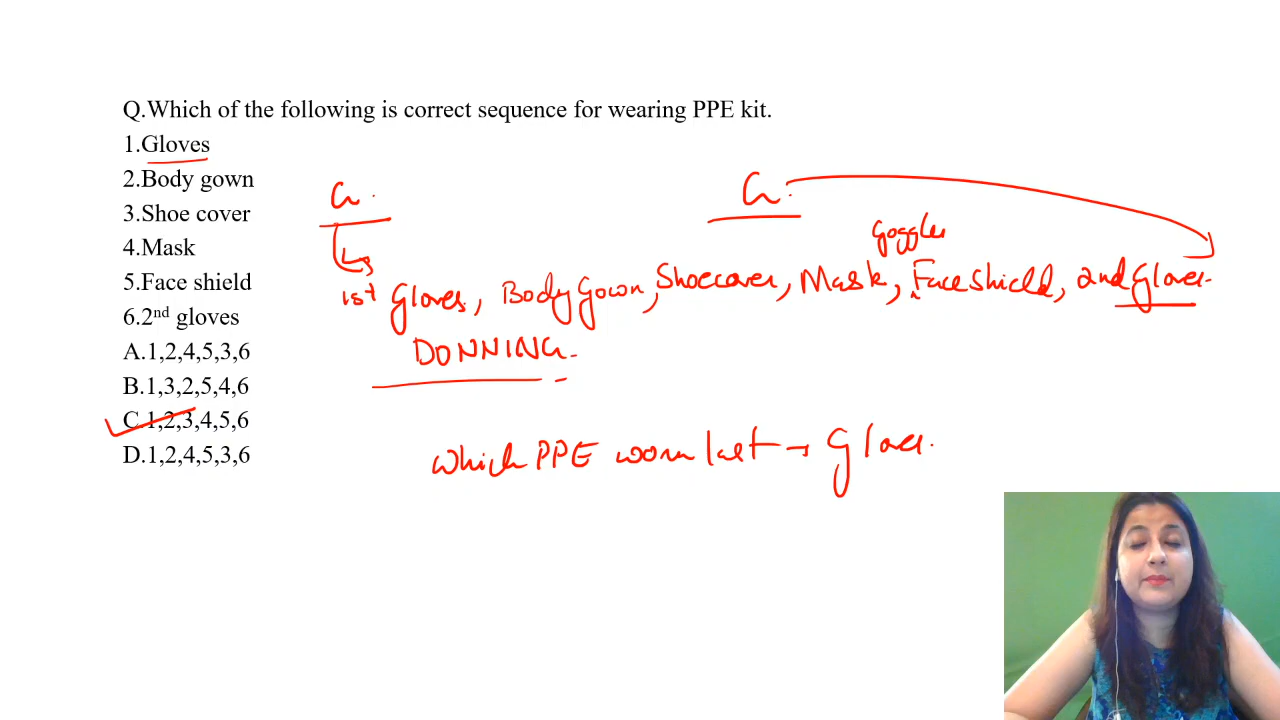 Q.Which of the following is correct sequence for wearing PPE kit.
1.Gloves
2.Body gown
3.Shoe cover
4.Mask
5.Face shield
6.2nd gloves
A.1,2,4,5,3,6
B.1,3,2,5,4,6
C.1,2,3,4,5,6
D.1,2,4,5,3,6
G. G.
Goggles
1st Gloves, Body Gown, Shoecover, Mask, Face Shield, 2nd Gloves.
DONNING.
which PPE worn last → Gloves.